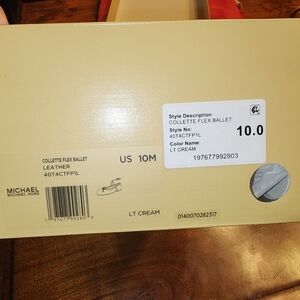 COLLETTE FLEX BALLET
LEATHER
40T4CTFP1L
US 10M
MICHAEL
MICHAEL KORS
LT CREAM
0140070282317
Style Description
COLLETTE FLEX BALLET
Style No:
40T4CTFP1L
10.0
Color Name:
LT CREAM
197677992803